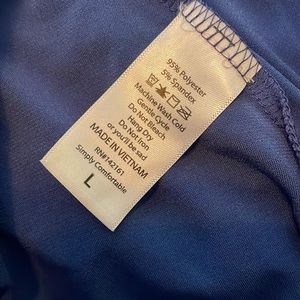 95% Polyester
5% Spandex
Machine Wash Cold
Gentle Cycle
Do Not Bleach
Hang Dry
Do Not Iron
or you'll be sad
MADE IN VIETNAM
RN#142161
Simply Comfortable
L